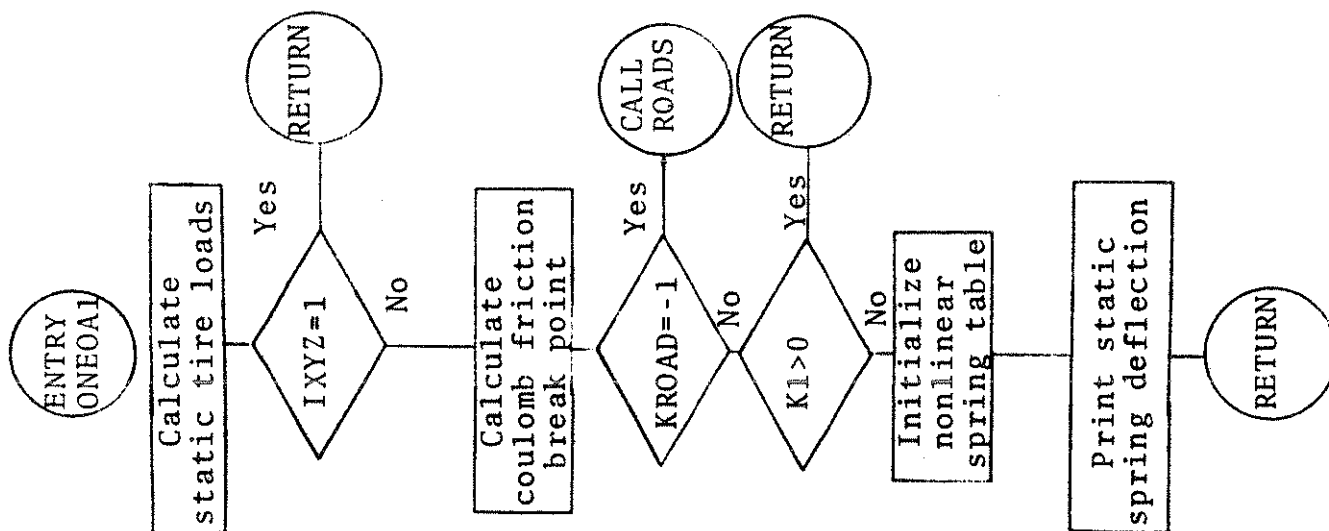 ENTRY
ONEOA1
Calculate
static tire loads
IXYZ=1
Yes
RETURN
No
Calculate
coulomb friction
break point
KROAD=-1
Yes
CALL
ROADS
No
K1>0
Yes
RETURN
No
Initialize
nonlinear
spring table
Print static
spring deflection
RETURN